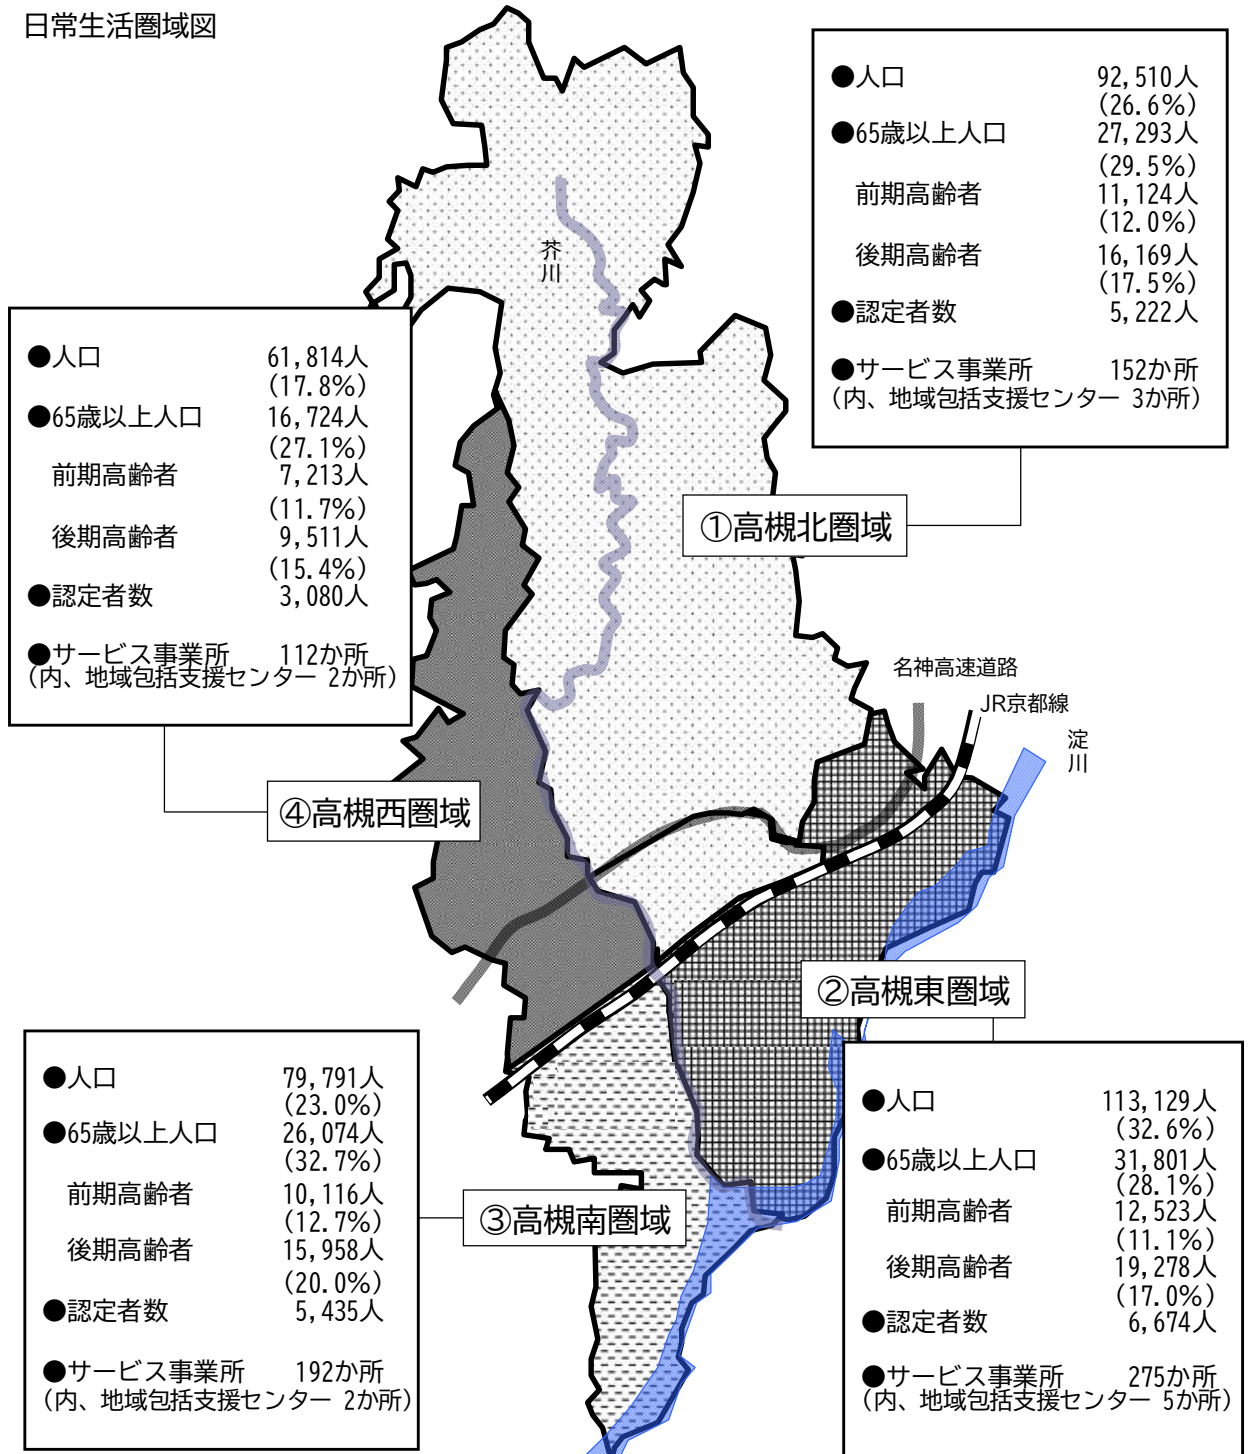 日常生活圏域図
●人口 92,510人
(26.6%)
●65歳以上人口 27,293人
(29.5%)
前期高齢者 11,124人
(12.0%)
後期高齢者 16,169人
(17.5%)
●認定者数 5,222人
●サービス事業所 152か所
(内、地域包括支援センター 3か所)
芥川
●人口 61,814人
(17.8%)
●65歳以上人口 16,724人
(27.1%)
前期高齢者 7,213人
(11.7%)
後期高齢者 9,511人
(15.4%)
●認定者数 3,080人
●サービス事業所 112か所
(内、地域包括支援センター 2か所)
①高槻北圏域
名神高速道路
JR京都線
淀川
④高槻西圏域
②高槻東圏域
●人口 79,791人
(23.0%)
●65歳以上人口 26,074人
(32.7%)
前期高齢者 10,116人
(12.7%)
後期高齢者 15,958人
(20.0%)
●認定者数 5,435人
●サービス事業所 192か所
(内、地域包括支援センター 2か所)
③高槻南圏域
●人口 113,129人
(32.6%)
●65歳以上人口 31,801人
(28.1%)
前期高齢者 12,523人
(11.1%)
後期高齢者 19,278人
(17.0%)
●認定者数 6,674人
●サービス事業所 275か所
(内、地域包括支援センター 5か所)